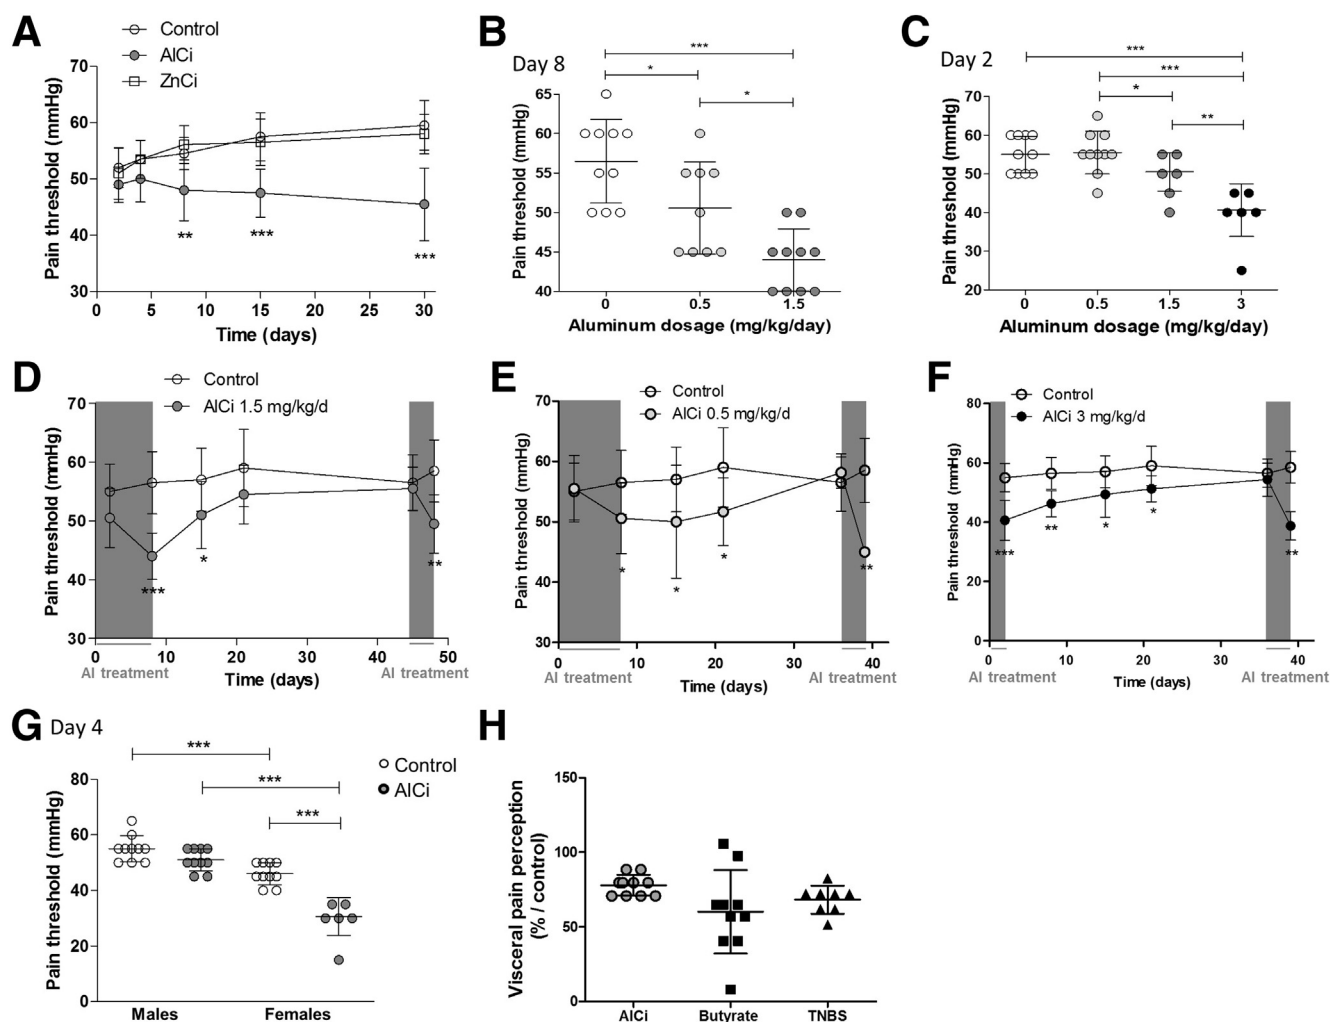 A
Control
AlCi
ZnCi
Pain threshold (mmHg)
70
60
50
40
30
**
***
***
0 5 10 15 20 25 30
Time (days)
B
Day 8
***
*
*
Pain threshold (mmHg)
65
60
55
50
45
40
0 0.5 1.5
Aluminum dosage (mg/kg/day)
C
Day 2
***
***
*
**
Pain threshold (mmHg)
70
60
50
40
30
20
0 0.5 1.5 3
Aluminum dosage (mg/kg/day)
D
Control
AlCi 1.5 mg/kg/d
Pain threshold (mmHg)
70
60
50
40
30
***
*
**
0 10 20 30 40 50
Al treatment Time (days) Al treatment
E
Control
AlCi 0.5 mg/kg/d
Pain threshold (mmHg)
70
60
50
40
30
*
*
*
**
0 10 20 30 40
Al treatment Time (days) Al treatment
F
Control
AlCi 3 mg/kg/d
Pain threshold (mmHg)
80
60
40
20
0
***
**
*
*
**
0 10 20 30 40
Al treatment Time (days) Al treatment
G
Day 4
***
***
***
Control
AlCi
Pain threshold (mmHg)
80
60
40
20
0
Males Females
H
Visceral pain perception
(% / control)
150
100
50
0
AlCi Butyrate TNBS